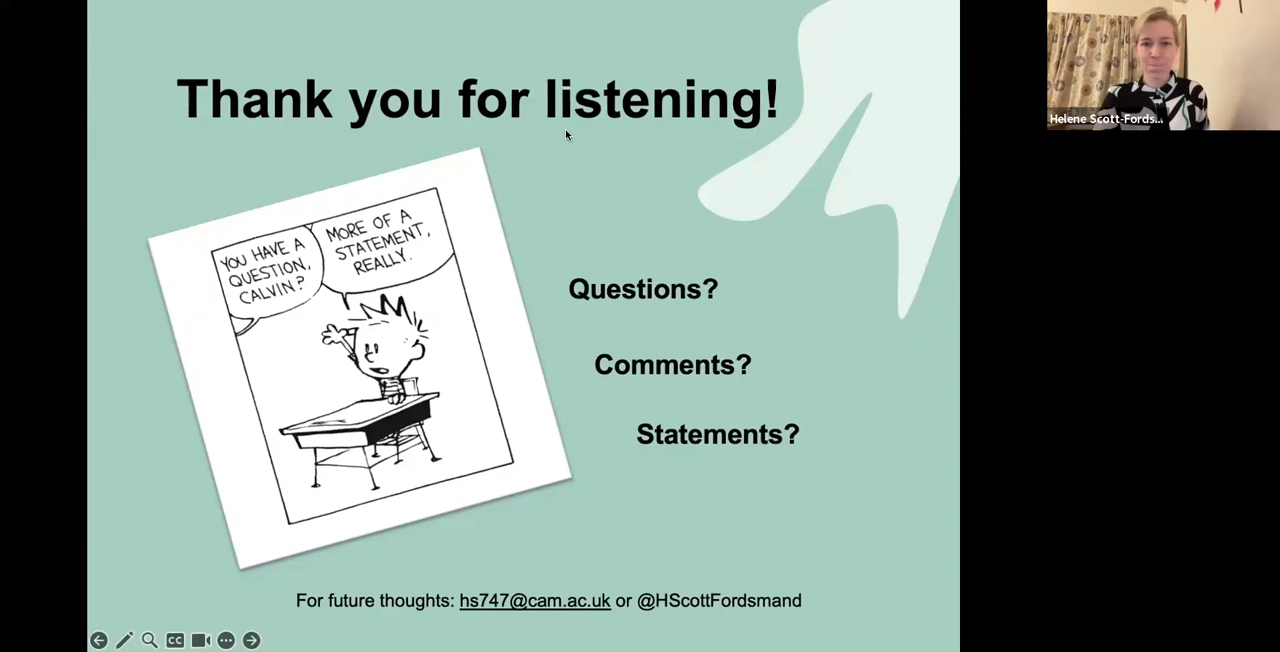 Thank you for listening!
YOU HAVE A
QUESTION,
CALVIN?
MORE OF A
STATEMENT,
REALLY.
Questions?
Comments?
Statements?
For future thoughts: hs747@cam.ac.uk or @HScottFordsmand
CC
Helene Scott-Fords...